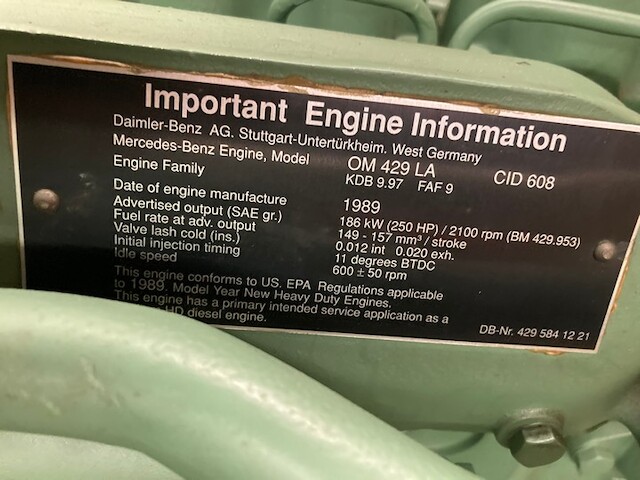 Important Engine Information
Daimler-Benz AG. Stuttgart-Untertürkheim. West Germany
Mercedes-Benz Engine, Model OM 429 LA CID 608
Engine Family KDB 9.97 FAF 9
Date of engine manufacture 1989
Advertised output (SAE gr.) 186 kW (250 HP) / 2100 rpm (BM 429.953)
Fuel rate at adv. output 149 - 157 mm³ / stroke
Valve lash cold (ins.) 0.012 int 0.020 exh.
Initial injection timing 11 degrees BTDC
Idle speed 600 ± 50 rpm
This engine conforms to US. EPA Regulations applicable
to 1989. Model Year New Heavy Duty Engines.
This engine has a primary intended service application as a
HD diesel engine.
DB-Nr. 429 584 12 21